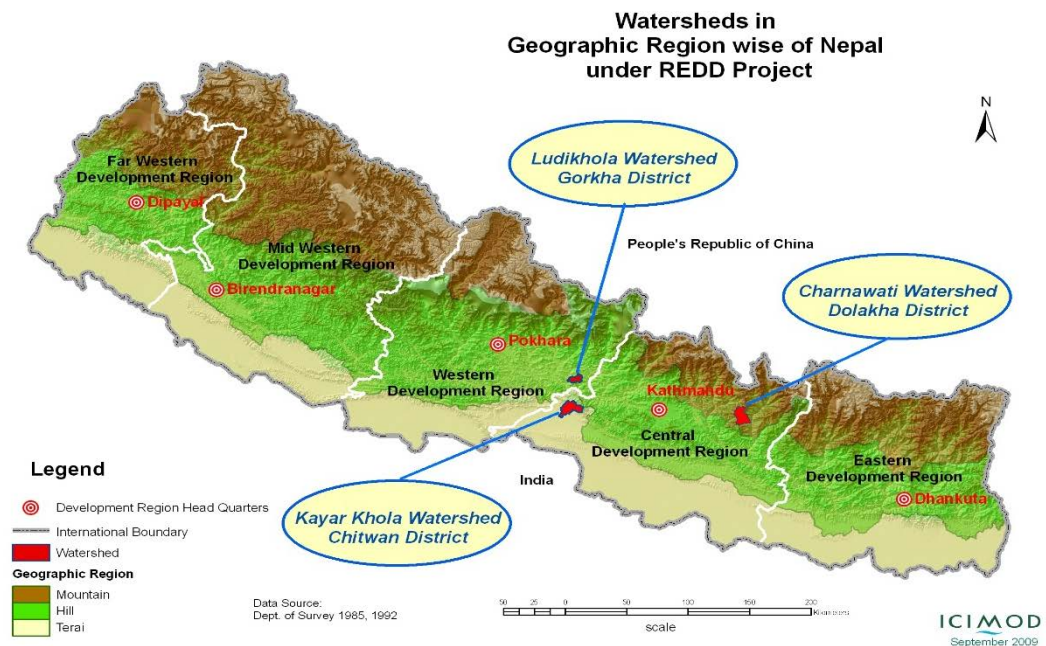 Watersheds in
Geographic Region wise of Nepal
under REDD Project
N
Ludikhola Watershed
Gorkha District
Far Western
Development Region
Dipayal
People's Republic of China
Mid Western
Development Region
Birendranagar
Charnawati Watershed
Dolakha District
Pokhara
Western
Development Region
Kathmandu
Central
Development Region
Eastern
Development Region
Dhankuta
India
Kayar Khola Watershed
Chitwan District
Legend
Development Region Head Quarters
International Boundary
Watershed
Geographic Region
Mountain
Hill
Terai
Data Source:
Dept. of Survey 1985, 1992
50 25 0 50 100 150 200
Kilometers
scale
ICIMOD
September 2009